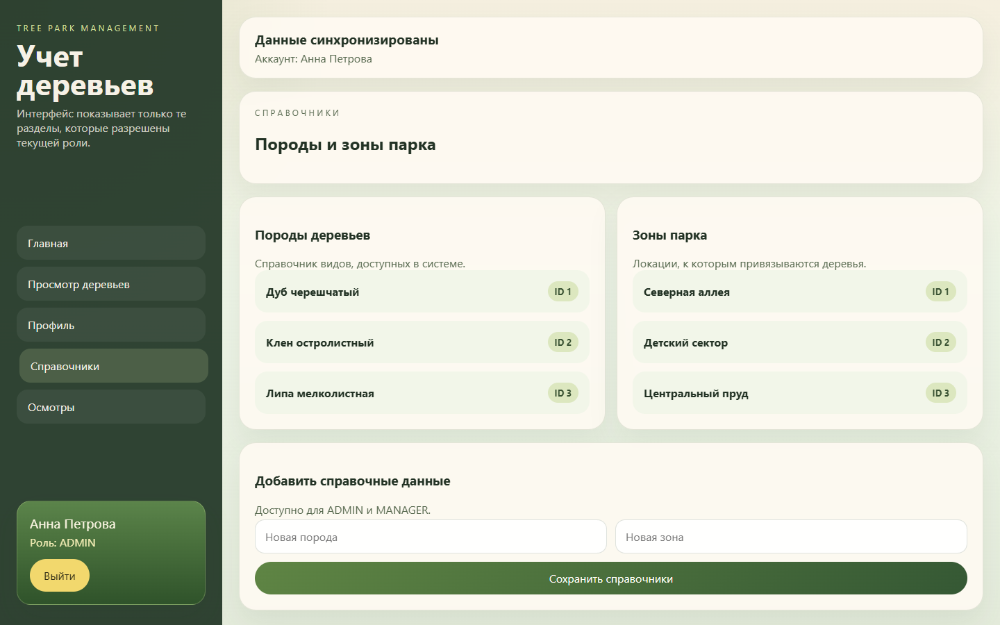 TREE PARK MANAGEMENT
Учет
деревьев
Интерфейс показывает только те
разделы, которые разрешены
текущей роли.
Главная
Просмотр деревьев
Профиль
Справочники
Осмотры
Анна Петрова
Роль: ADMIN
Выйти
Данные синхронизированы
Аккаунт: Анна Петрова
СПРАВОЧНИКИ
Породы и зоны парка
Породы деревьев
Справочник видов, доступных в системе.
Дуб черешчатый ID 1
Клен остролистный ID 2
Липа мелколистная ID 3
Зоны парка
Локации, к которым привязываются деревья.
Северная аллея ID 1
Детский сектор ID 2
Центральный пруд ID 3
Добавить справочные данные
Доступно для ADMIN и MANAGER.
Новая порода
Новая зона
Сохранить справочники